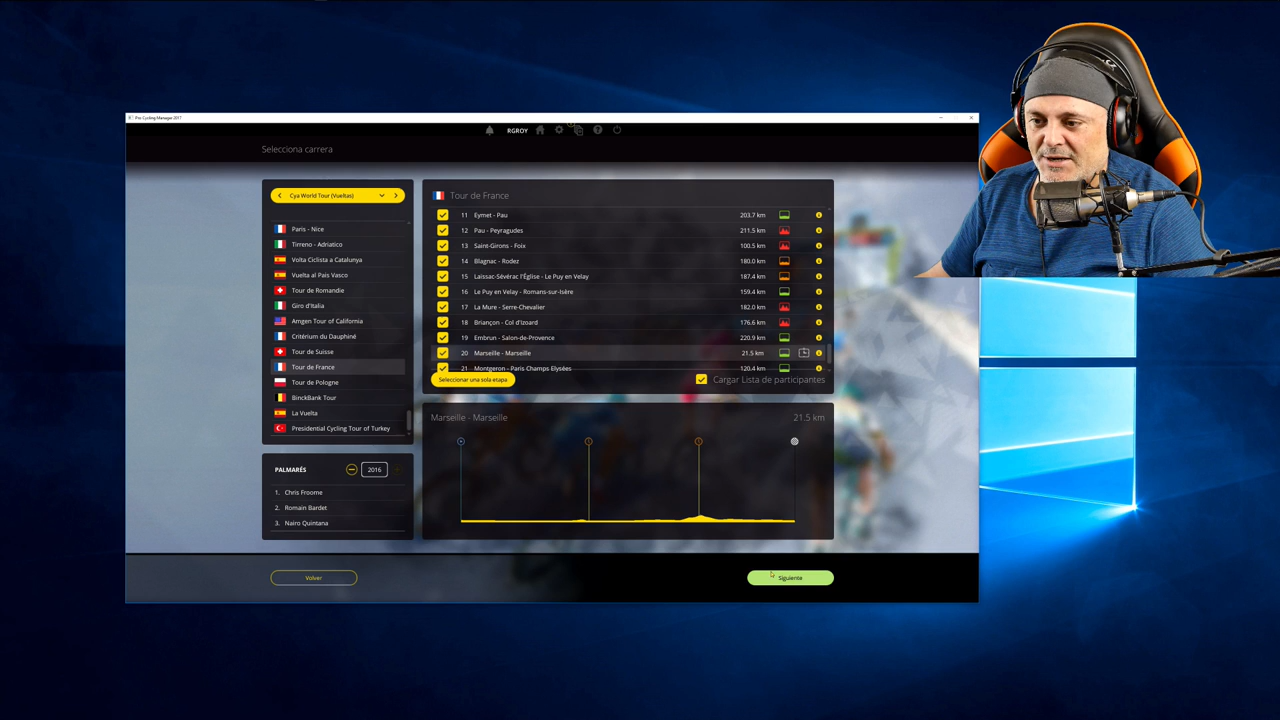 Pro Cycling Manager 2017
RGROY
Selecciona carrera
Cya World Tour (Vueltas)
Paris - Nice
Tirreno - Adriatico
Volta Ciclista a Catalunya
Vuelta al Pais Vasco
Tour de Romandie
Giro d'Italia
Amgen Tour of California
Critérium du Dauphiné
Tour de Suisse
Tour de France
Tour de Pologne
BinckBank Tour
La Vuelta
Presidential Cycling Tour of Turkey
PALMARÉS 2016
1. Chris Froome
2. Romain Bardet
3. Nairo Quintana
Tour de France
11 Eymet - Pau 203.7 km
12 Pau - Peyragudes 211.5 km
13 Saint-Girons - Foix 100.5 km
14 Blagnac - Rodez 180.0 km
15 Laissac-Sévérac l'Église - Le Puy en Velay 187.4 km
16 Le Puy en Velay - Romans-sur-Isère 159.4 km
17 La Mure - Serre-Chevalier 182.0 km
18 Briançon - Col d'Izoard 176.6 km
19 Embrun - Salon-de-Provence 220.9 km
20 Marseille - Marseille 21.5 km
21 Montgeron - Paris Champs Elysées 120.4 km
Seleccionar una sola etapa
Cargar Lista de participantes
Marseille - Marseille 21.5 km
Volver
Siguiente